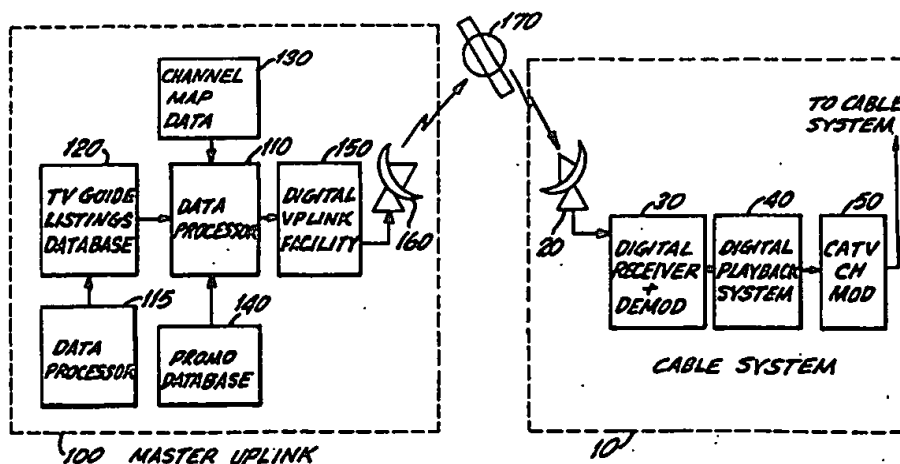 130
CHANNEL
MAP
DATA
170
TO CABLE
SYSTEM
120
TV GUIDE
LISTINGS
DATABASE
110
DATA
PROCESSOR
150
DIGITAL
UPLINK
FACILITY
160
20
30
DIGITAL
RECEIVER
+
DEMOD
40
DIGITAL
PLAYBACK
SYSTEM
50
CATV
CH
MOD
115
DATA
PROCESSOR
140
PROMO
DATABASE
CABLE SYSTEM
100 MASTER UPLINK
10